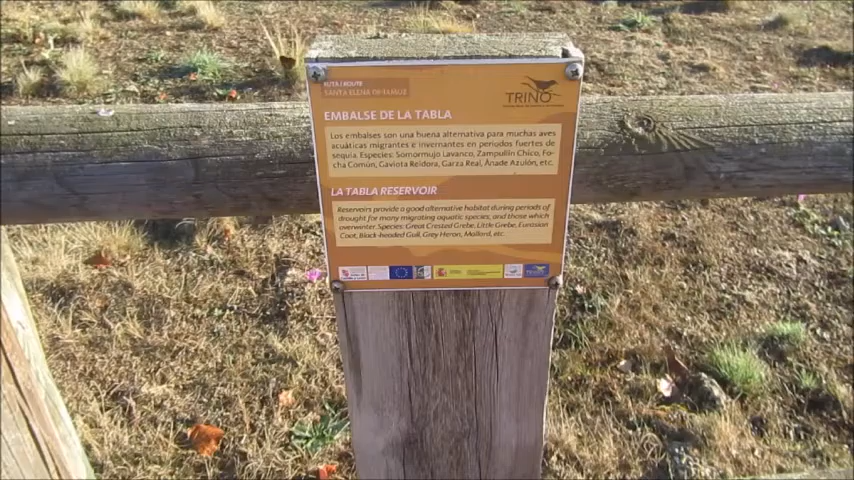 RUTA / ROUTE
SANTA ELENA OF JAMUZ
TRINO
EMBALSE DE LA TABLA
Los embalses son una buena alternativa para muchas aves
acuáticas migrantes e invernantes en periodos fuertes de
sequía. Especies: Somormujo Lavanco, Zampullín Chico, Fo-
cha Común, Gaviota Reidora, Garza Real, Ánade Azulón, etc.
LA TABLA RESERVOIR
Reservoirs provide a good alternative habitat during periods of
drought for many migrating aquatic species and those which
overwinter. Species: Great Crested Grebe, Little Grebe, Eurasian
Coot, Black-headed Gull, Grey Heron, Mallard, etc.